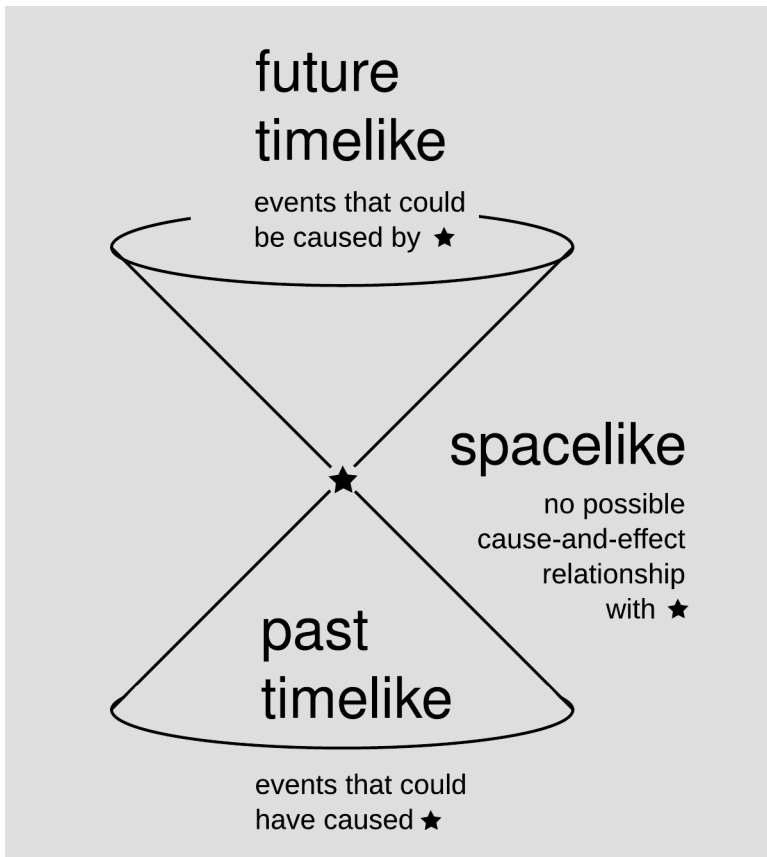 future
timelike
events that could
be caused by ★
spacelike
no possible
cause-and-effect
relationship
with ★
past
timelike
events that could
have caused ★